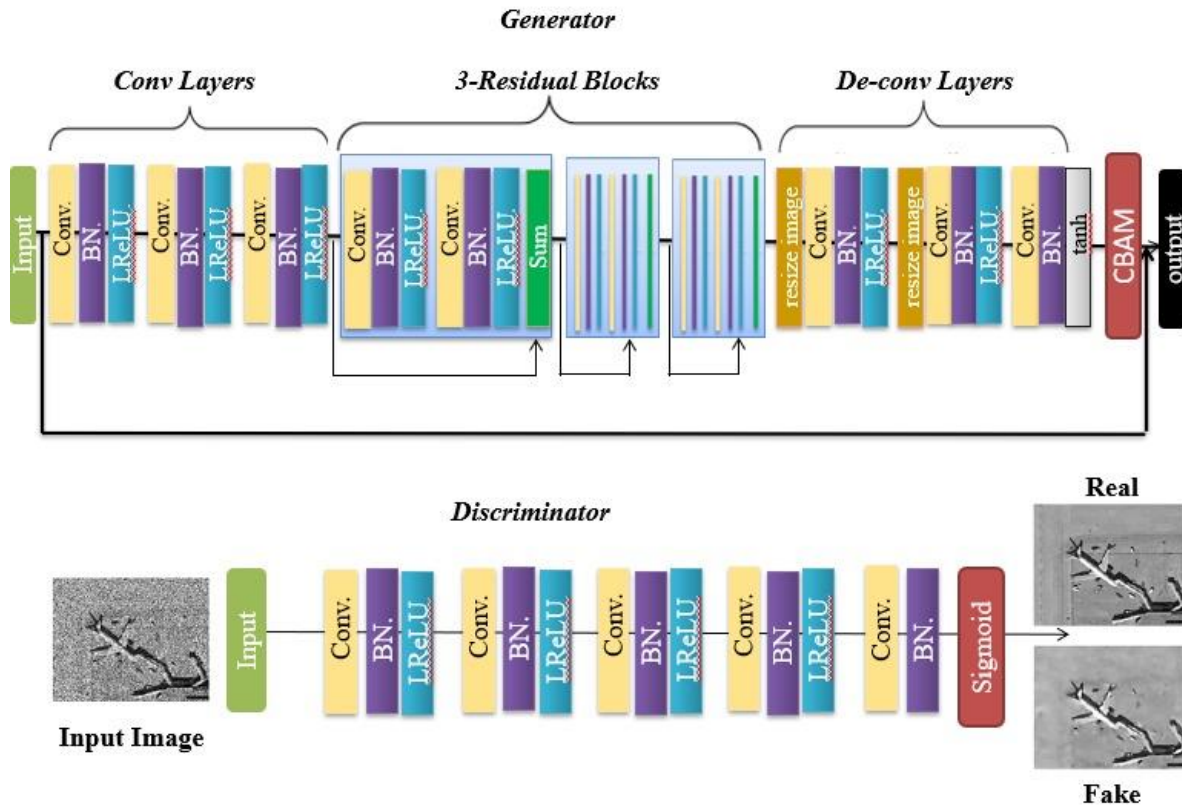 Generator
Conv Layers
3-Residual Blocks
De-conv Layers
Input
Conv.
BN.
LReLU.
Conv.
BN.
LReLU
Conv.
BN.
LReLU
Conv.
BN.
LReLU
Conv.
BN.
LReLU.
Sum
resize image
Conv.
BN.
LReLU
resize image
Conv.
BN.
LReLU
Conv.
BN.
tanh
CBAM
output
Discriminator
Real
Input
Conv.
BN.
LReLU
Conv.
BN.
LReLU
Conv.
BN.
LReLU
Conv.
BN.
LReLU
Conv.
BN.
Sigmoid
Input Image
Fake